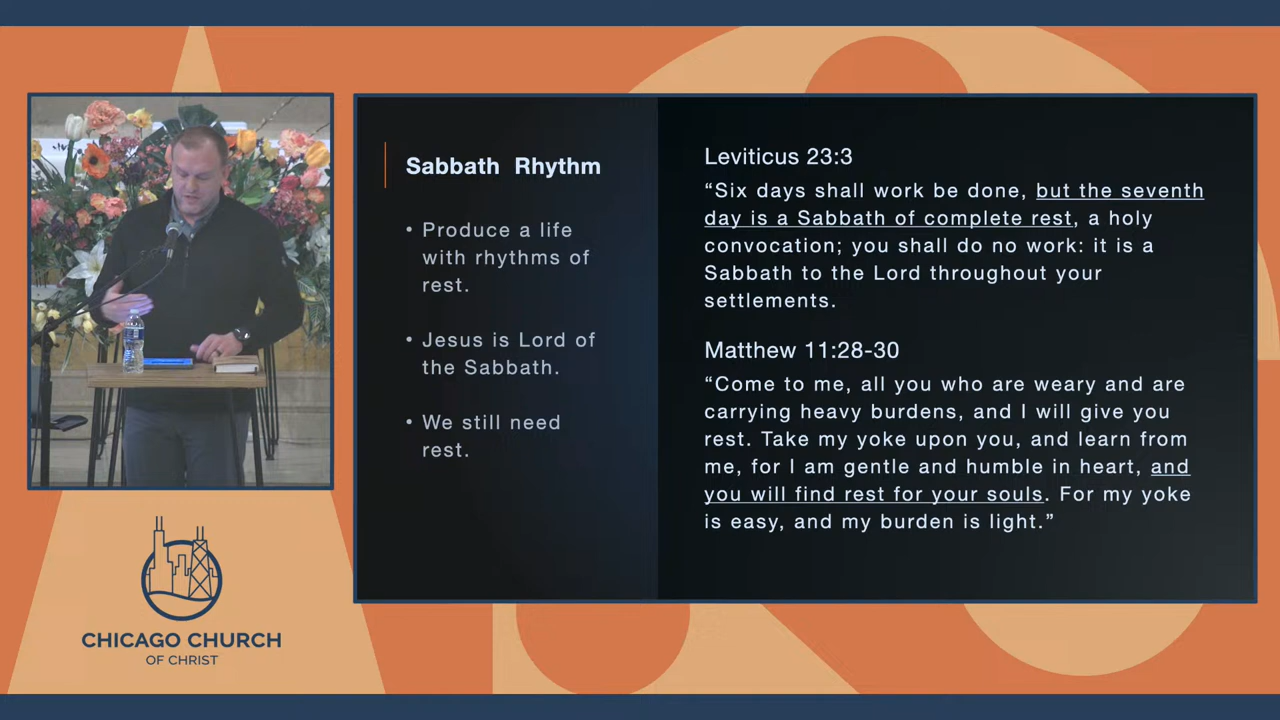 Sabbath Rhythm
• Produce a life
with rhythms of
rest.
• Jesus is Lord of
the Sabbath.
• We still need
rest.
Leviticus 23:3
“Six days shall work be done, but the seventh
day is a Sabbath of complete rest, a holy
convocation; you shall do no work: it is a
Sabbath to the Lord throughout your
settlements.
Matthew 11:28-30
“Come to me, all you who are weary and are
carrying heavy burdens, and I will give you
rest. Take my yoke upon you, and learn from
me, for I am gentle and humble in heart, and
you will find rest for your souls. For my yoke
is easy, and my burden is light.”
CHICAGO CHURCH
OF CHRIST